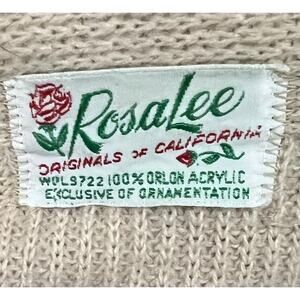 RosaLee
ORIGINALS OF CALIFORNIA
WPL9722 100% ORLON ACRYLIC
EXCLUSIVE OF ORNAMENTATION